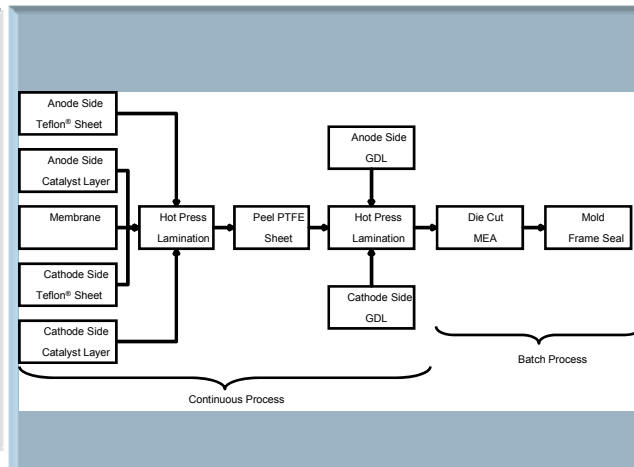 Anode Side
Teflon® Sheet
Anode Side
Catalyst Layer
Membrane
Cathode Side
Teflon® Sheet
Cathode Side
Catalyst Layer
Hot Press
Lamination
Peel PTFE
Sheet
Anode Side
GDL
Hot Press
Lamination
Cathode Side
GDL
Die Cut
MEA
Mold
Frame Seal
Continuous Process
Batch Process